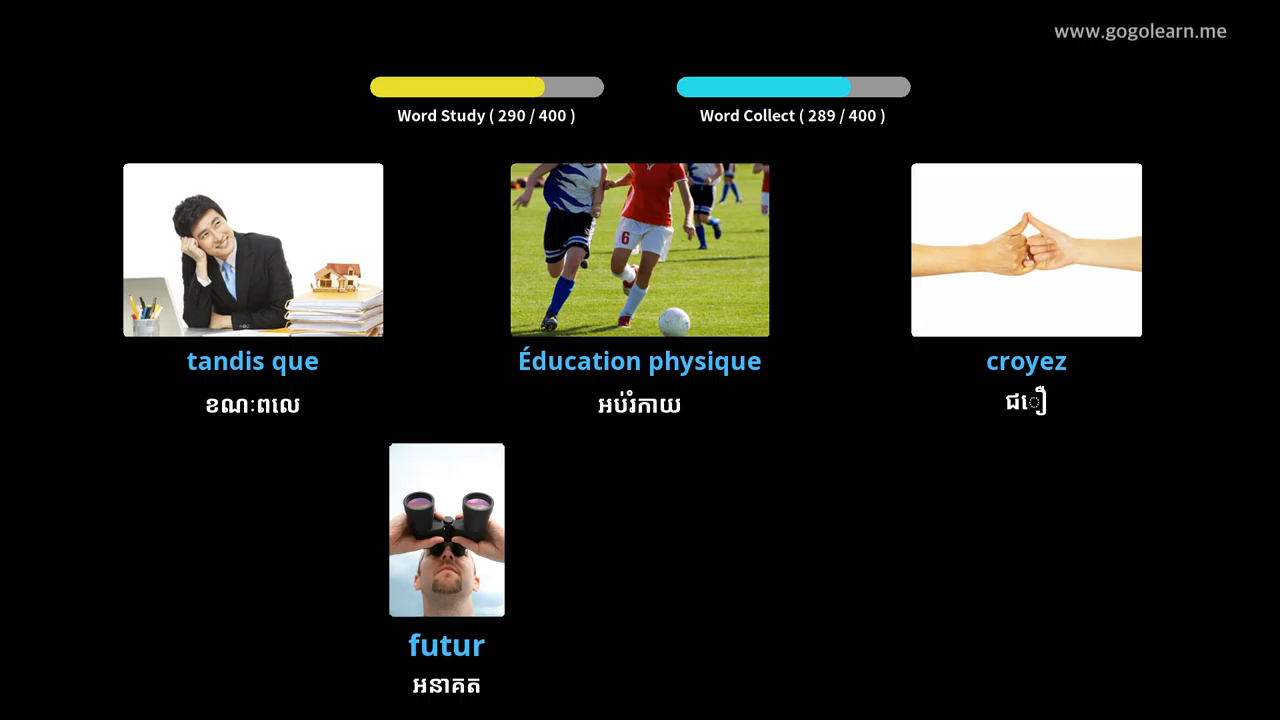 www.gogolearn.me
Word Study ( 290 / 400 )
Word Collect ( 289 / 400 )
tandis que
Éducation physique
croyez
ខណៈពលេ
អប់រំកាយ
ជឿ
futur
អនាគត